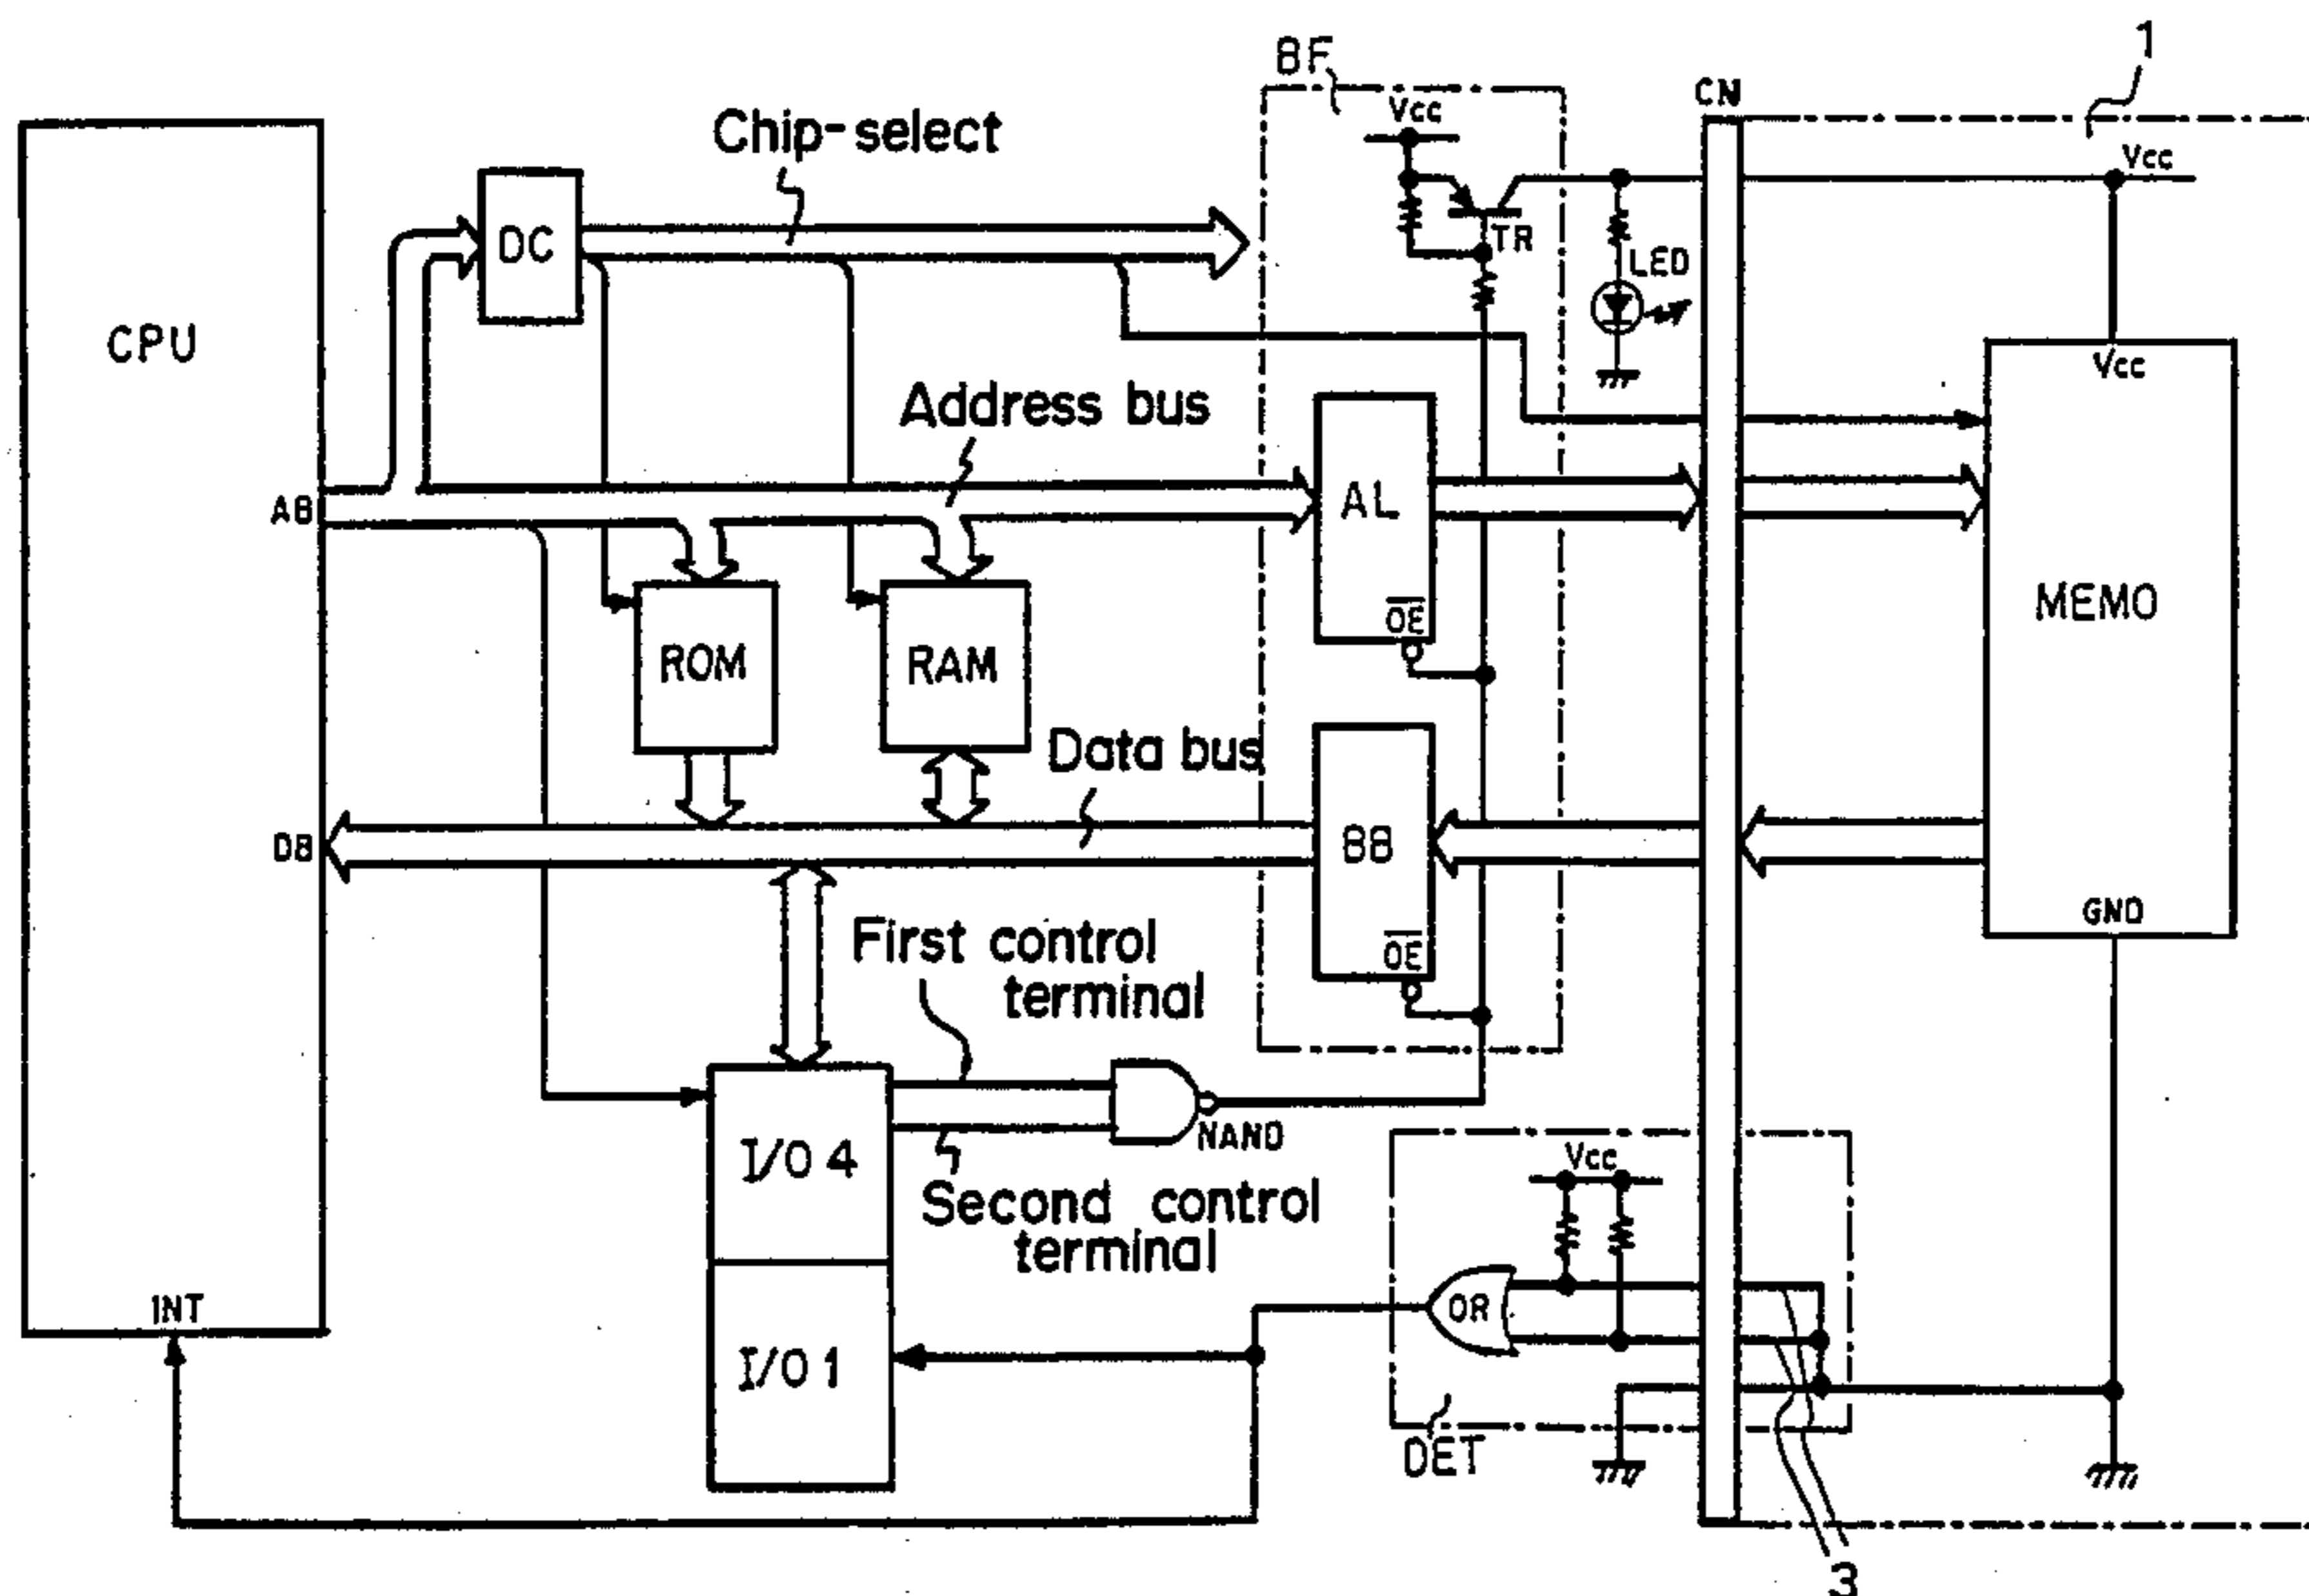 BF
1
CN
Vcc
Vcc
Chip-select
DC
TR
LED
CPU
Vcc
Address bus
AB
AL
OE
MEMO
ROM
RAM
Data bus
DB
BB
OE
GND
First control
terminal
NAND
I/O 4
Second control
terminal
Vcc
INT
OR
I/O 1
DET
3